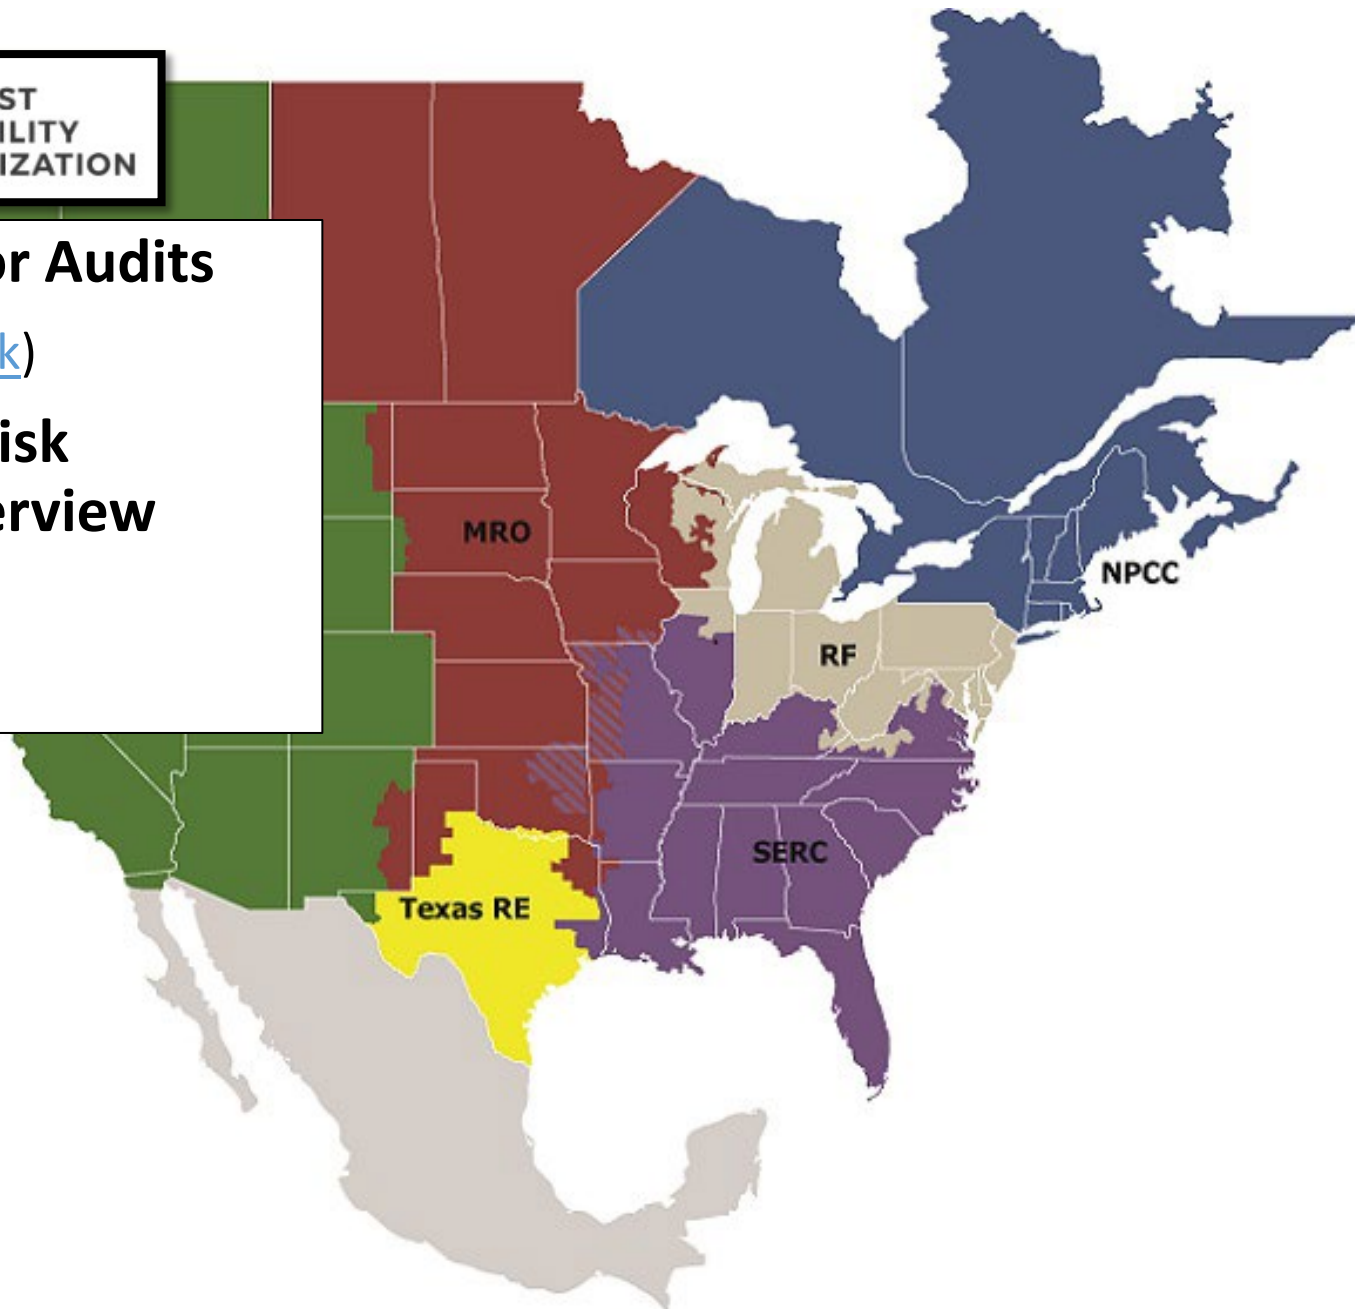 ST
ILITY
IZATION
or Audits
k)
isk
erview
MRO
NPCC
RF
SERC
Texas RE